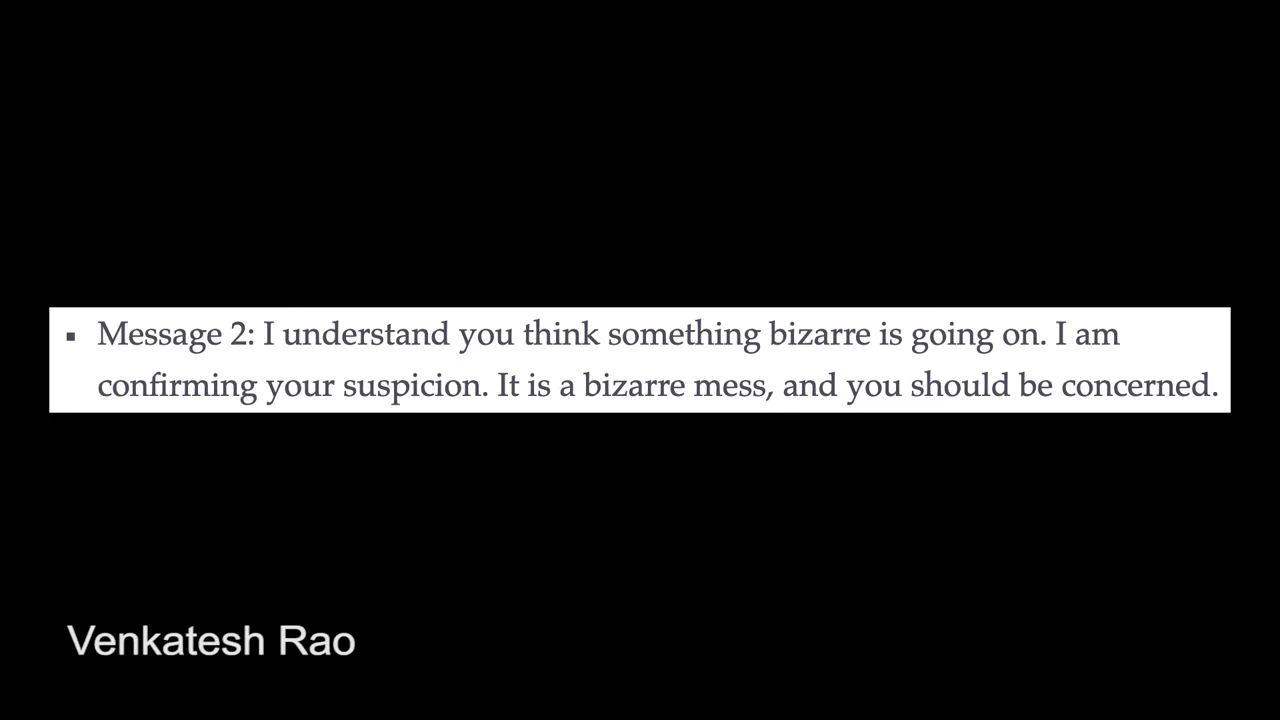 ▪ Message 2: I understand you think something bizarre is going on. I am
confirming your suspicion. It is a bizarre mess, and you should be concerned.
Venkatesh Rao